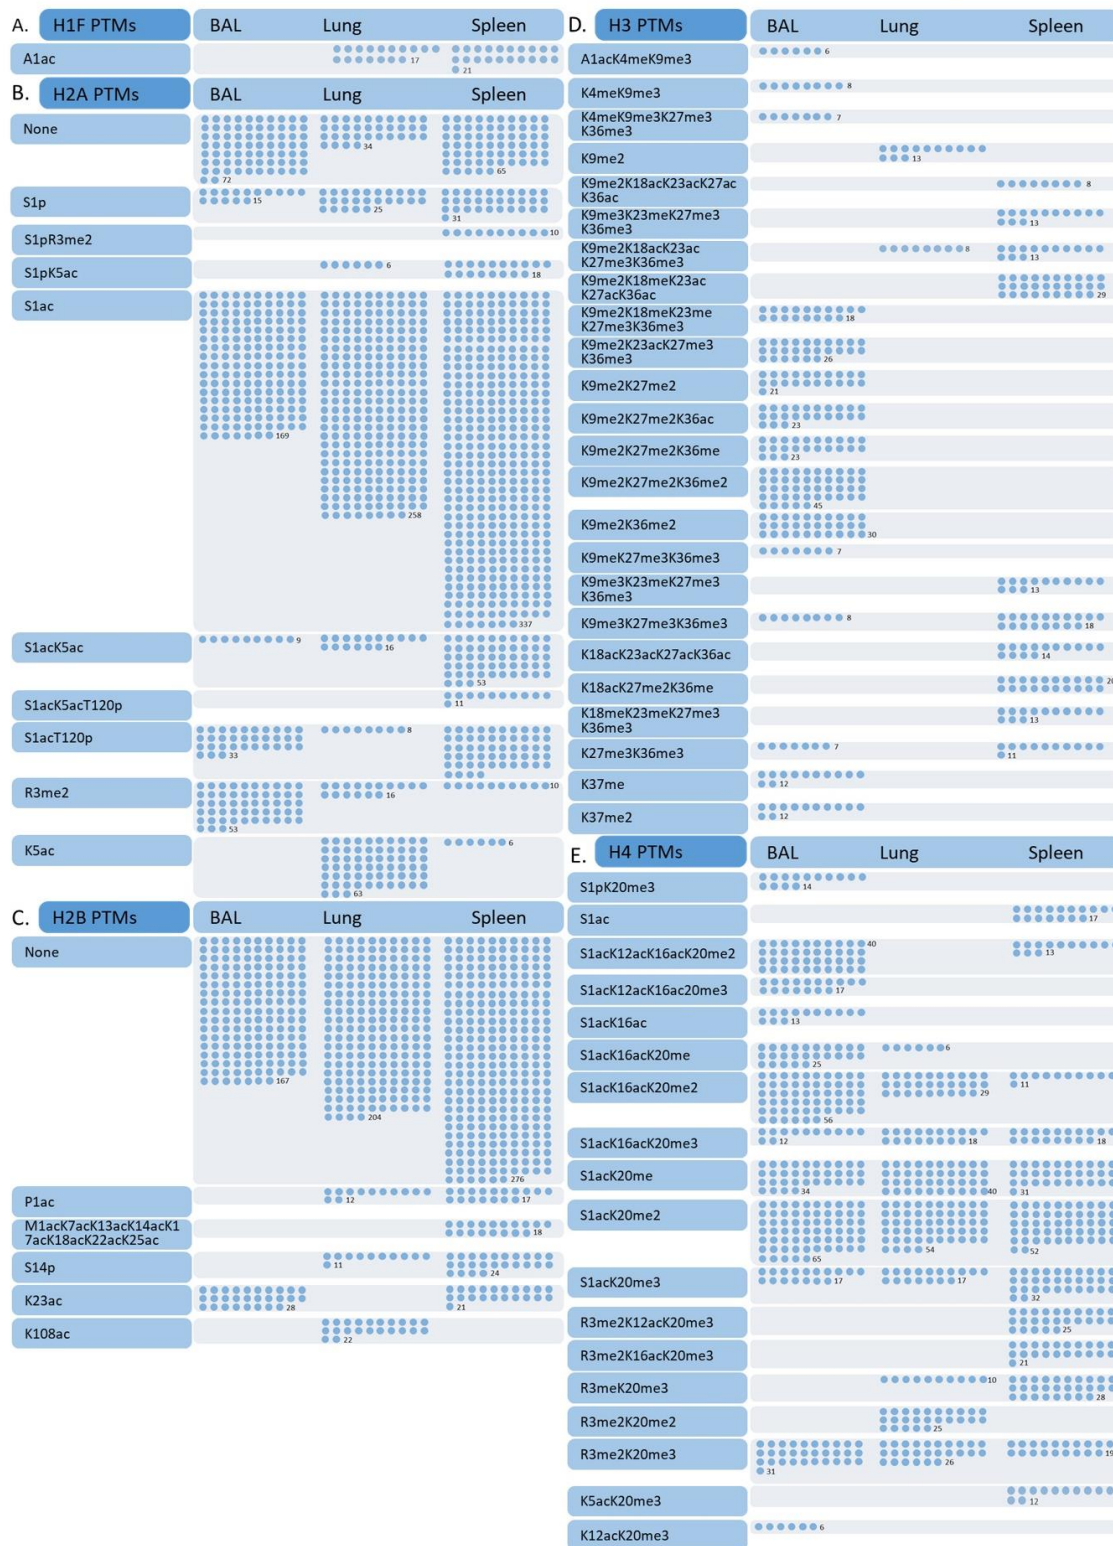 A. H1F PTMs BAL Lung Spleen
A1ac 17 21
B. H2A PTMs BAL Lung Spleen
None 72 34 65
S1p 15 25 31
S1pR3me2 10
S1pK5ac 6 18
S1ac 169 258 337
S1acK5ac 9 16 53
S1acK5acT120p 11
S1acT120p 33 8
R3me2 53 16 10
K5ac 63 6
C. H2B PTMs BAL Lung Spleen
None 167 204 276
P1ac 12 17
M1acK7acK13acK14acK1
7acK18acK22acK25ac 18
S14p 11 24
K23ac 28 21
K108ac 22
D. H3 PTMs BAL Lung Spleen
A1acK4meK9me3 6
K4meK9me3 8
K4meK9me3K27me3
K36me3 7
K9me2 13
K9me2K18acK23acK27ac
K36ac 8
K9me3K23meK27me3
K36me3 13
K9me2K18acK23ac
K27me3K36me3 8 13
K9me2K18meK23ac
K27acK36ac 29
K9me2K18meK23me
K27me3K36me3 18
K9me2K23acK27me3
K36me3 26
K9me2K27me2 21
K9me2K27me2K36ac 23
K9me2K27me2K36me 23
K9me2K27me2K36me2 45
K9me2K36me2 30
K9meK27me3K36me3 7
K9me3K23meK27me3
K36me3 13
K9me3K27me3K36me3 8 18
K18acK23acK27acK36ac 14
K18acK27me2K36me 20
K18meK23meK27me3
K36me3 13
K27me3K36me3 7 11
K37me 12
K37me2 12
E. H4 PTMs BAL Lung Spleen
S1pK20me3 14
S1ac 17
S1acK12acK16acK20me2 40 13
S1acK12acK16ac20me3 17
S1acK16ac 13
S1acK16acK20me 25 6
S1acK16acK20me2 56 29 11
S1acK16acK20me3 12 18 18
S1acK20me 34 40 31
S1acK20me2 65 54 52
S1acK20me3 17 17 32
R3me2K12acK20me3 25
R3me2K16acK20me3 21
R3meK20me3 10 28
R3me2K20me2 25
R3me2K20me3 31 26 19
K5acK20me3 12
K12acK20me3 6